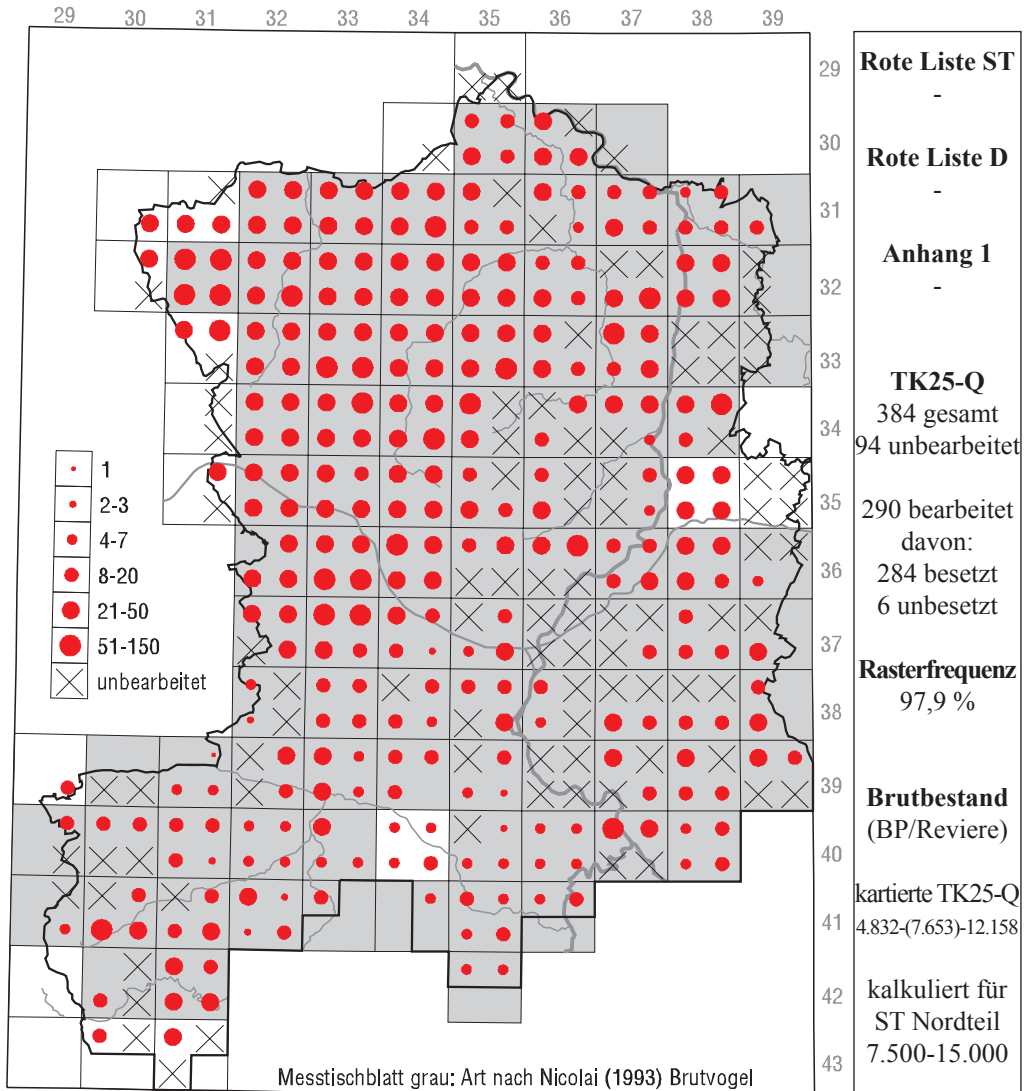 29 30 31 32 33 34 35 36 37 38 39
29
30
31
32
33
34
35
36
37
38
39
40
41
42
43
1
2-3
4-7
8-20
21-50
51-150
unbearbeitet
Messtischblatt grau: Art nach Nicolai (1993) Brutvogel
Rote Liste ST
-
Rote Liste D
-
Anhang 1
-
TK25-Q
384 gesamt
94 unbearbeitet
290 bearbeitet
davon:
284 besetzt
6 unbesetzt
Rasterfrequenz
97,9 %
Brutbestand
(BP/Reviere)
kartierte TK25-Q
4.832-(7.653)-12.158
kalkuliert für
ST Nordteil
7.500-15.000